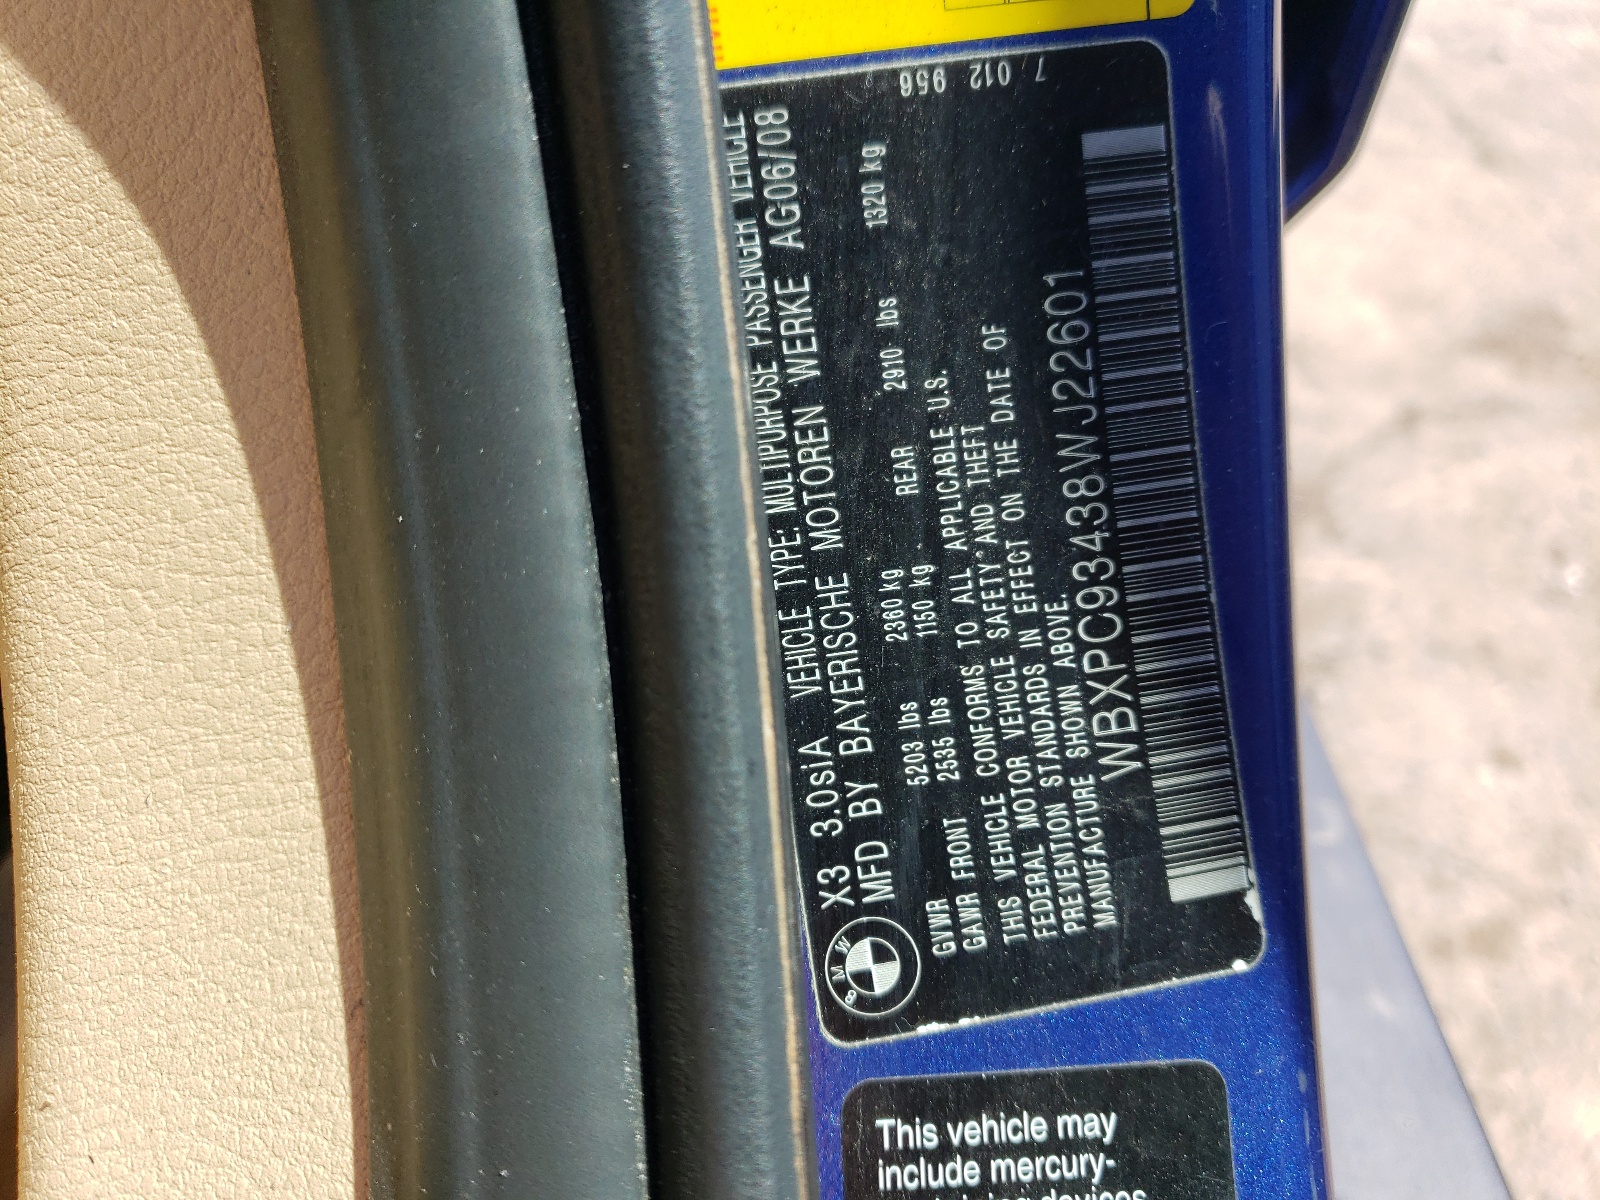 7 012 956
BMW
X3 3.0siA VEHICLE TYPE: MULTIPURPOSE PASSENGER VEHICLE
MFD BY BAYERISCHE MOTOREN WERKE AG06/08
GVWR 5203 lbs 2360 kg
GAWR FRONT 2535 lbs 1150 kg REAR 2910 lbs 1320 kg
THIS VEHICLE CONFORMS TO ALL APPLICABLE U.S.
FEDERAL MOTOR VEHICLE SAFETY AND THEFT
PREVENTION STANDARDS IN EFFECT ON THE DATE OF
MANUFACTURE SHOWN ABOVE.
WBXPC93438WJ22601
This vehicle may
include mercury-
devices